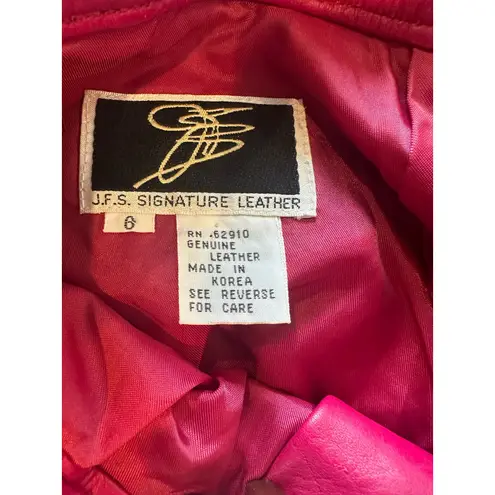 J.F.S. SIGNATURE LEATHER
6
RN .62910
GENUINE
LEATHER
MADE IN
KOREA
SEE REVERSE
FOR CARE